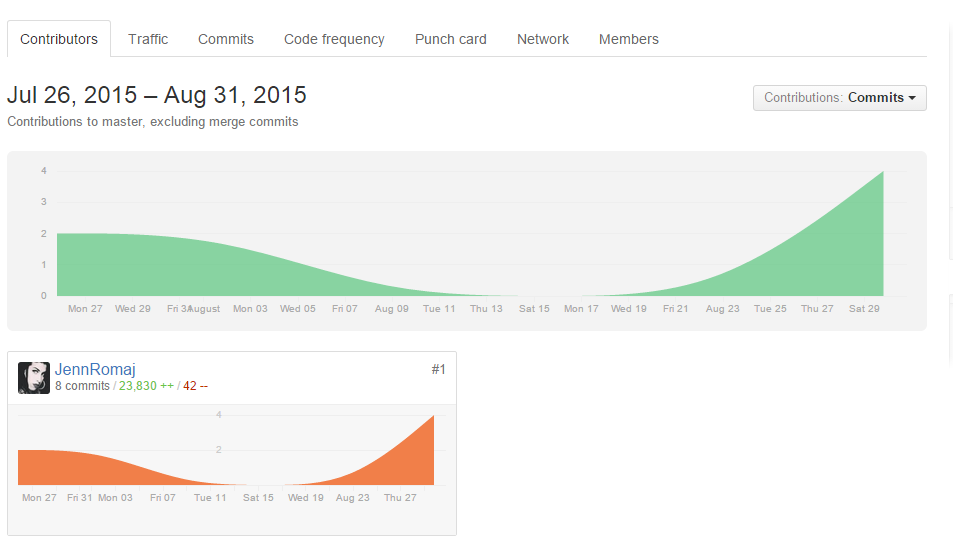 Contributors Traffic Commits Code frequency Punch card Network Members
Jul 26, 2015 – Aug 31, 2015
Contributions: Commits
Contributions to master, excluding merge commits
4
3
2
1
0
Mon 27 Wed 29 Fri 3August Mon 03 Wed 05 Fri 07 Aug 09 Tue 11 Thu 13 Sat 15 Mon 17 Wed 19 Fri 21 Aug 23 Tue 25 Thu 27 Sat 29
JennRomaj #1
8 commits / 23,830 ++ / 42 --
4
2
Mon 27 Fri 31 Mon 03 Fri 07 Tue 11 Sat 15 Wed 19 Aug 23 Thu 27